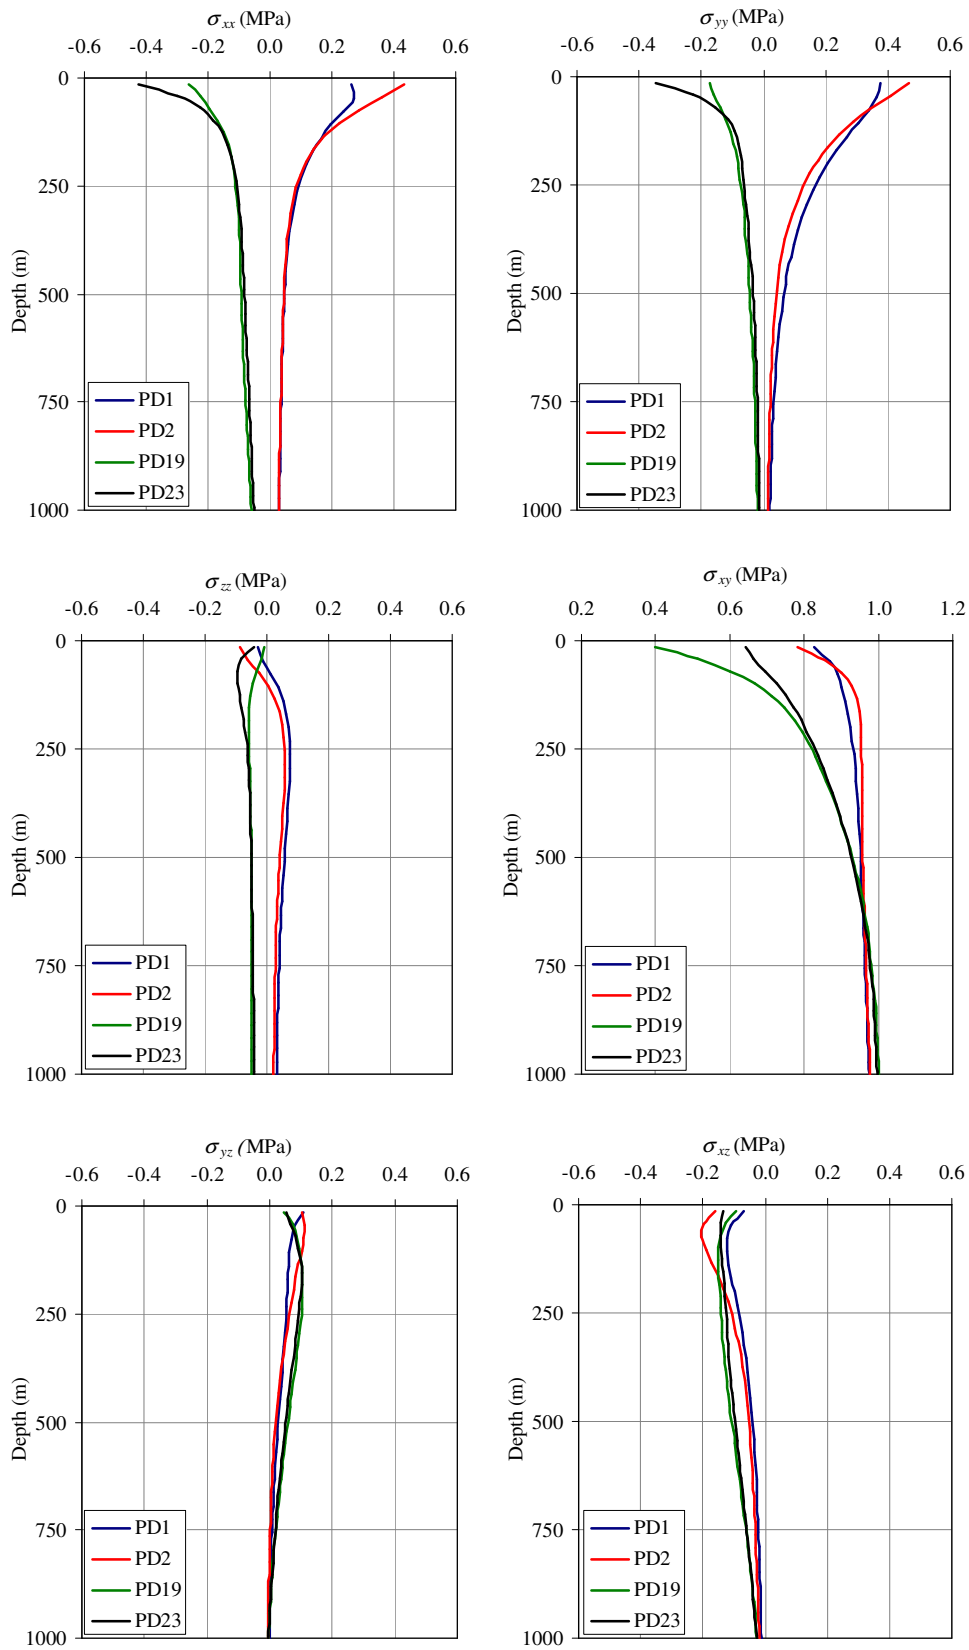 σxx (MPa)
-0.6 -0.4 -0.2 0.0 0.2 0.4 0.6
0
250
500
750
1000
Depth (m)
PD1
PD2
PD19
PD23
σyy (MPa)
-0.6 -0.4 -0.2 0.0 0.2 0.4 0.6
0
250
500
750
1000
Depth (m)
PD1
PD2
PD19
PD23
σzz (MPa)
-0.6 -0.4 -0.2 0.0 0.2 0.4 0.6
0
250
500
750
1000
Depth (m)
PD1
PD2
PD19
PD23
σxy (MPa)
0.2 0.4 0.6 0.8 1.0 1.2
0
250
500
750
1000
Depth (m)
PD1
PD2
PD19
PD23
σyz (MPa)
-0.6 -0.4 -0.2 0.0 0.2 0.4 0.6
0
250
500
750
1000
Depth (m)
PD1
PD2
PD19
PD23
σxz (MPa)
-0.6 -0.4 -0.2 0.0 0.2 0.4 0.6
0
250
500
750
1000
Depth (m)
PD1
PD2
PD19
PD23